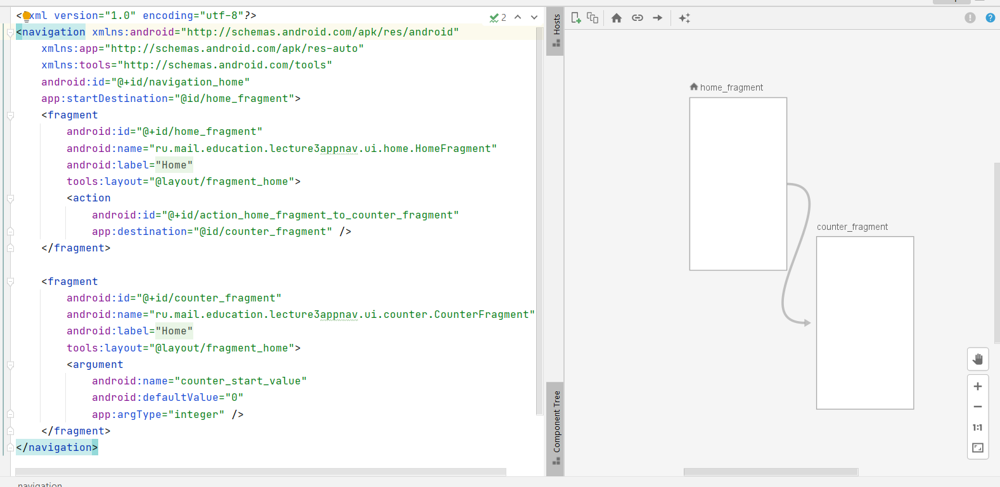 <?xml version="1.0" encoding="utf-8"?>
<navigation xmlns:android="http://schemas.android.com/apk/res/android"
xmlns:app="http://schemas.android.com/apk/res-auto"
xmlns:tools="http://schemas.android.com/tools"
android:id="@+id/navigation_home"
app:startDestination="@id/home_fragment">
<fragment
android:id="@+id/home_fragment"
android:name="ru.mail.education.lecture3appnav.ui.home.HomeFragment"
android:label="Home"
tools:layout="@layout/fragment_home">
<action
android:id="@+id/action_home_fragment_to_counter_fragment"
app:destination="@id/counter_fragment" />
</fragment>
<fragment
android:id="@+id/counter_fragment"
android:name="ru.mail.education.lecture3appnav.ui.counter.CounterFragment"
android:label="Home"
tools:layout="@layout/fragment_home">
<argument
android:name="counter_start_value"
android:defaultValue="0"
app:argType="integer" />
</fragment>
</navigation>
2
Hosts
Component Tree
home_fragment
counter_fragment
1:1
navigation